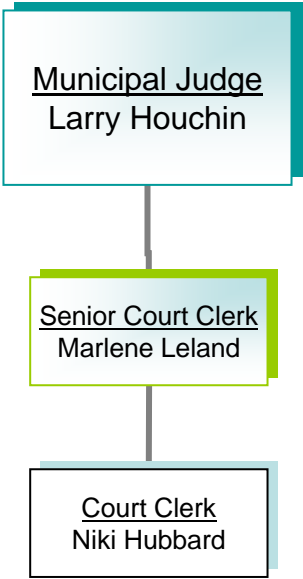 Municipal Judge
Larry Houchin
Senior Court Clerk
Marlene Leland
Court Clerk
Niki Hubbard